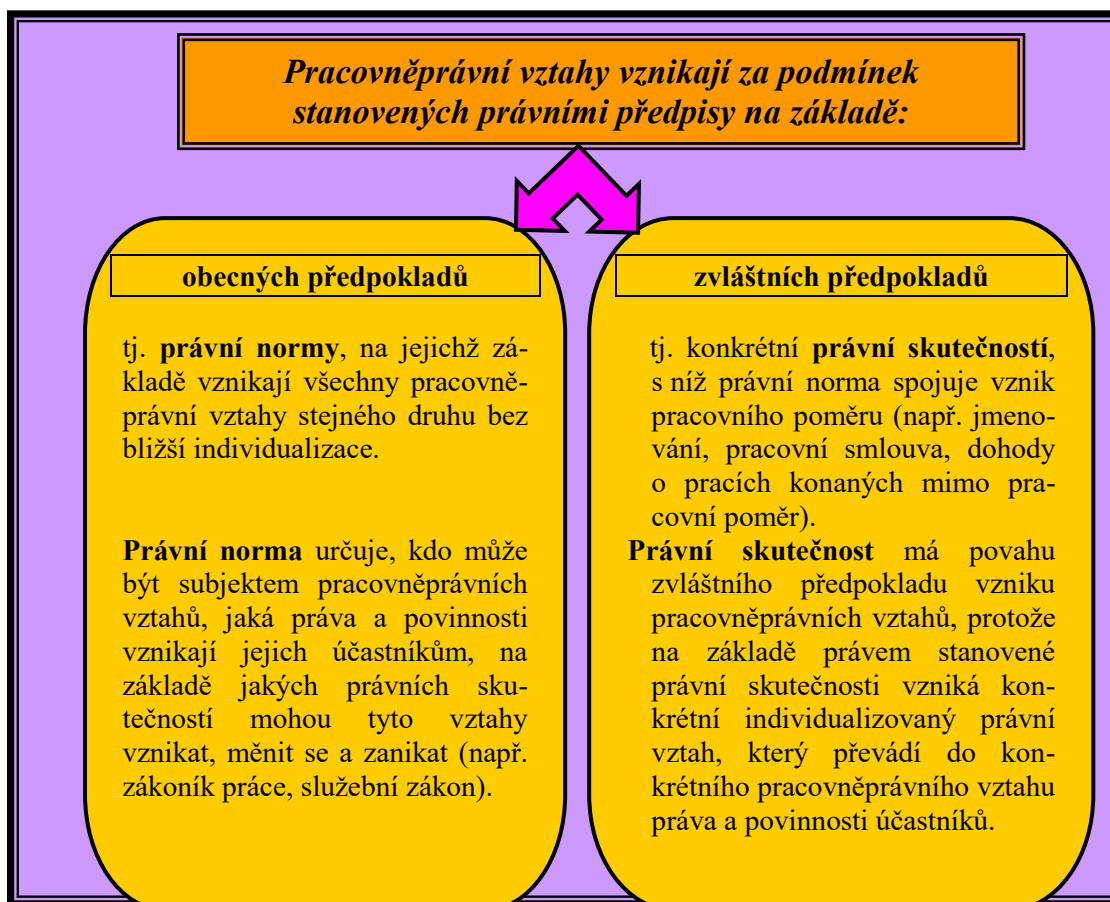 Pracovněprávní vztahy vznikají za podmínek
stanovených právními předpisy na základě:
obecných předpokladů
tj. právní normy, na jejichž zá-
kladě vznikají všechny pracovně-
právní vztahy stejného druhu bez
bližší individualizace.
Právní norma určuje, kdo může
být subjektem pracovněprávních
vztahů, jaká práva a povinnosti
vznikají jejich účastníkům, na
základě jakých právních sku-
tečností mohou tyto vztahy
vznikat, měnit se a zanikat (např.
zákoník práce, služební zákon).
zvláštních předpokladů
tj. konkrétní právní skutečností,
s níž právní norma spojuje vznik
pracovního poměru (např. jmeno-
vání, pracovní smlouva, dohody
o pracích konaných mimo pra-
covní poměr).
Právní skutečnost má povahu
zvláštního předpokladu vzniku
pracovněprávních vztahů, protože
na základě právem stanovené
právní skutečnosti vzniká kon-
krétní individualizovaný právní
vztah, který převádí do kon-
krétního pracovněprávního vztahu
práva a povinnosti účastníků.